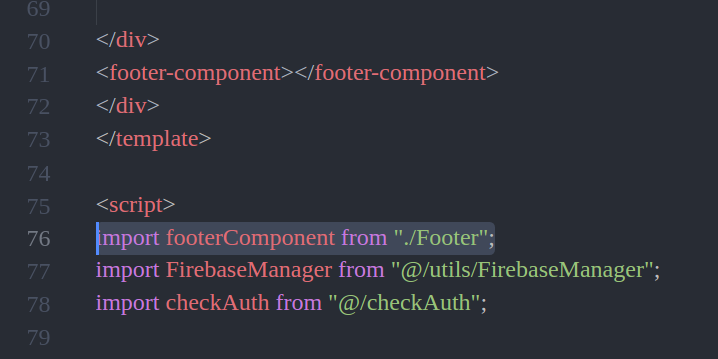 69
70 </div>
71 <footer-component></footer-component>
72 </div>
73 </template>
74
75 <script>
76 import footerComponent from "./Footer";
77 import FirebaseManager from "@/utils/FirebaseManager";
78 import checkAuth from "@/checkAuth";
79